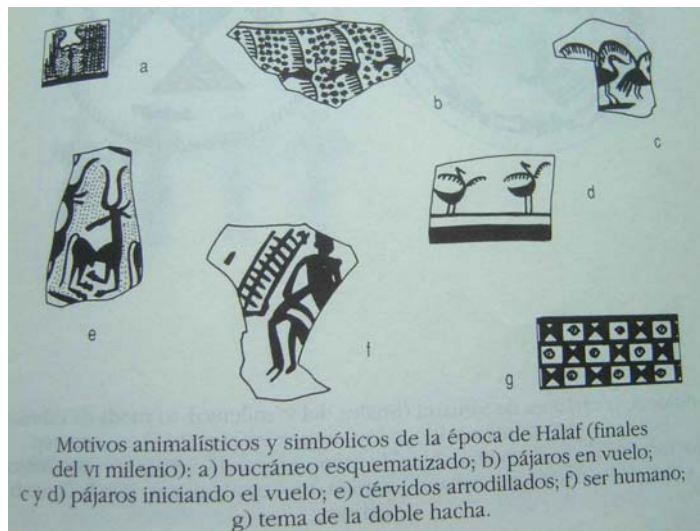 a
b
c
d
e
f
g
Motivos animalísticos y simbólicos de la época de Halaf (finales
del VI milenio): a) bucráneo esquematizado; b) pájaros en vuelo;
c y d) pájaros iniciando el vuelo; e) cérvidos arrodillados; f) ser humano;
g) tema de la doble hacha.